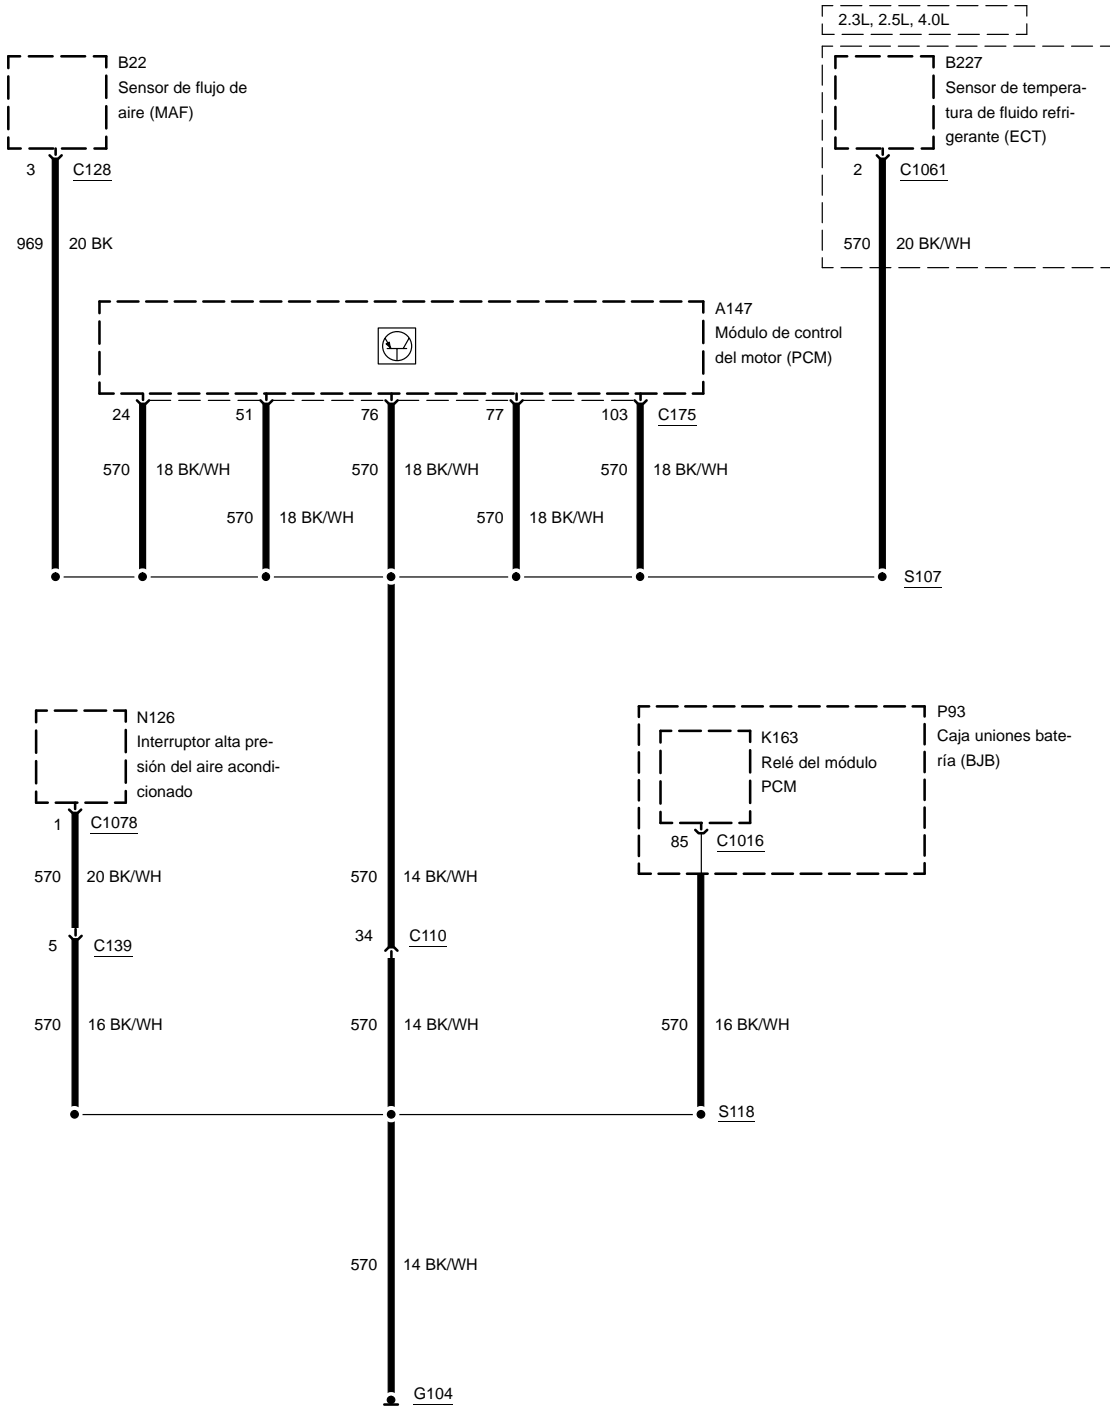 2.3L, 2.5L, 4.0L
B22
Sensor de flujo de
aire (MAF)
B227
Sensor de tempera-
tura de fluido refri-
gerante (ECT)
3 C128
2 C1061
969 20 BK
570 20 BK/WH
A147
Módulo de control
del motor (PCM)
24 51 76 77 103 C175
570 18 BK/WH 570 18 BK/WH 570 18 BK/WH
570 18 BK/WH 570 18 BK/WH
S107
N126
Interruptor alta pre-
sión del aire acondi-
cionado
P93
Caja uniones bate-
ría (BJB)
K163
Relé del módulo
PCM
1 C1078
85 C1016
570 20 BK/WH 570 14 BK/WH
5 C139
34 C110
570 16 BK/WH 570 14 BK/WH 570 16 BK/WH
S118
570 14 BK/WH
G104